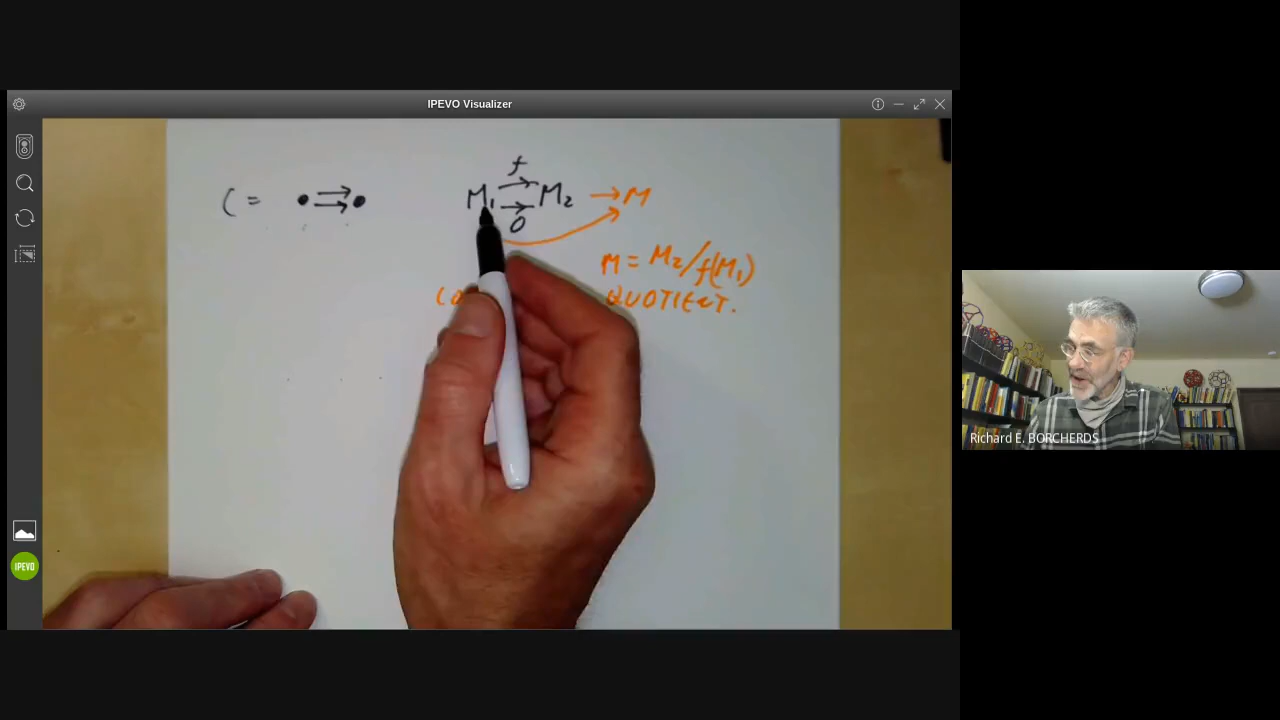 IPEVO Visualizer
f
C = • ⇉ • M₁ ⇉ M₂ → M
0
M = M₂/f(M₁)
QUOTIENT.
IPEVO
Richard E. BORCHERDS